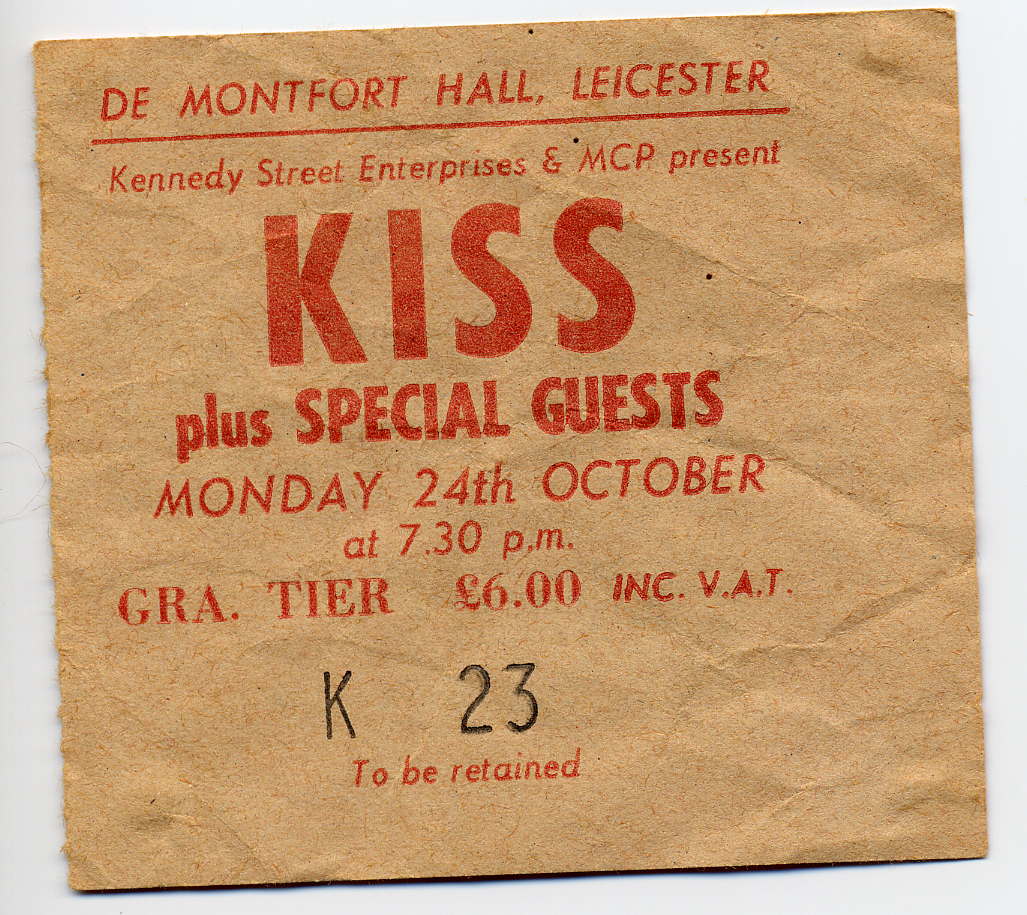 DE MONTFORT HALL, LEICESTER
Kennedy Street Enterprises & MCP present
KISS
plus SPECIAL GUESTS
MONDAY 24th OCTOBER
at 7.30 p.m.
GRA. TIER £6.00 INC. V.A.T.
K 23
To be retained